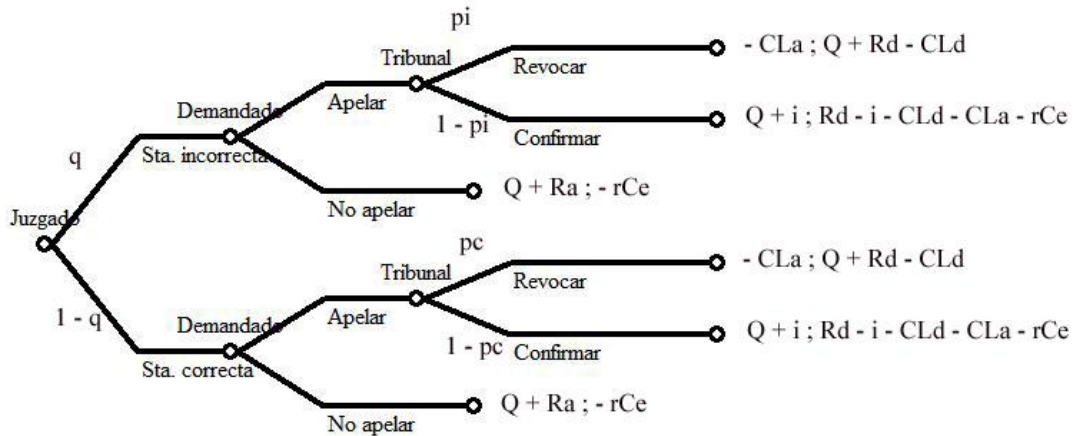 pi
Tribunal
Revocar
- CLa ; Q + Rd - CLd
Demandado
Apelar
1 - pi
Confirmar
Q + i ; Rd - i - CLd - CLa - rCe
q
Sta. incorrecta
No apelar
Q + Ra ; - rCe
Juzgado
pc
Tribunal
Revocar
- CLa ; Q + Rd - CLd
1 - q
Demandado
Apelar
1 - pc
Confirmar
Q + i ; Rd - i - CLd - CLa - rCe
Sta. correcta
No apelar
Q + Ra ; - rCe